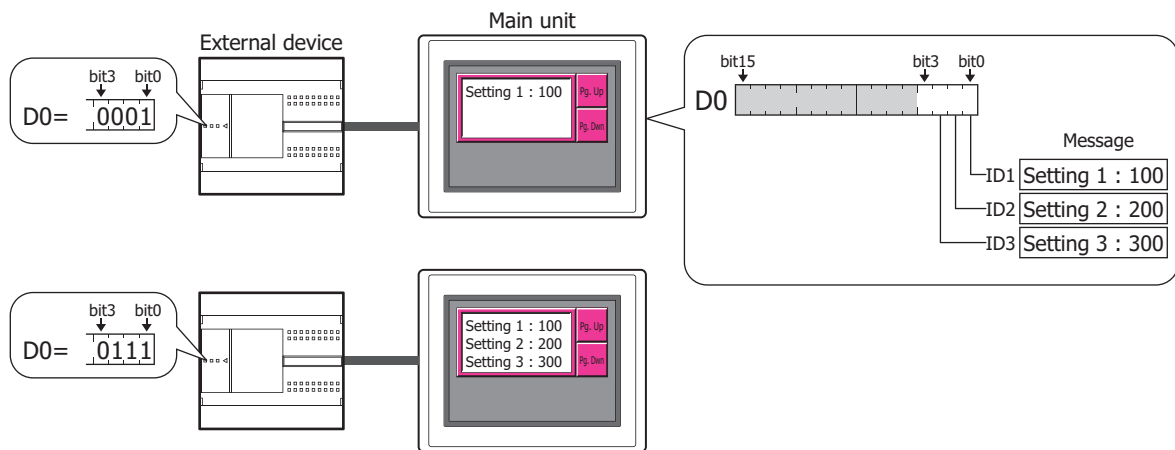 Main unit
External device
bit3 bit0
D0= 0001
Setting 1 : 100
Pg. Up
Pg. Dwn
bit15 bit3 bit0
D0
Message
ID1 Setting 1 : 100
ID2 Setting 2 : 200
ID3 Setting 3 : 300
bit3 bit0
D0= 0111
Setting 1 : 100
Setting 2 : 200
Setting 3 : 300
Pg. Up
Pg. Dwn